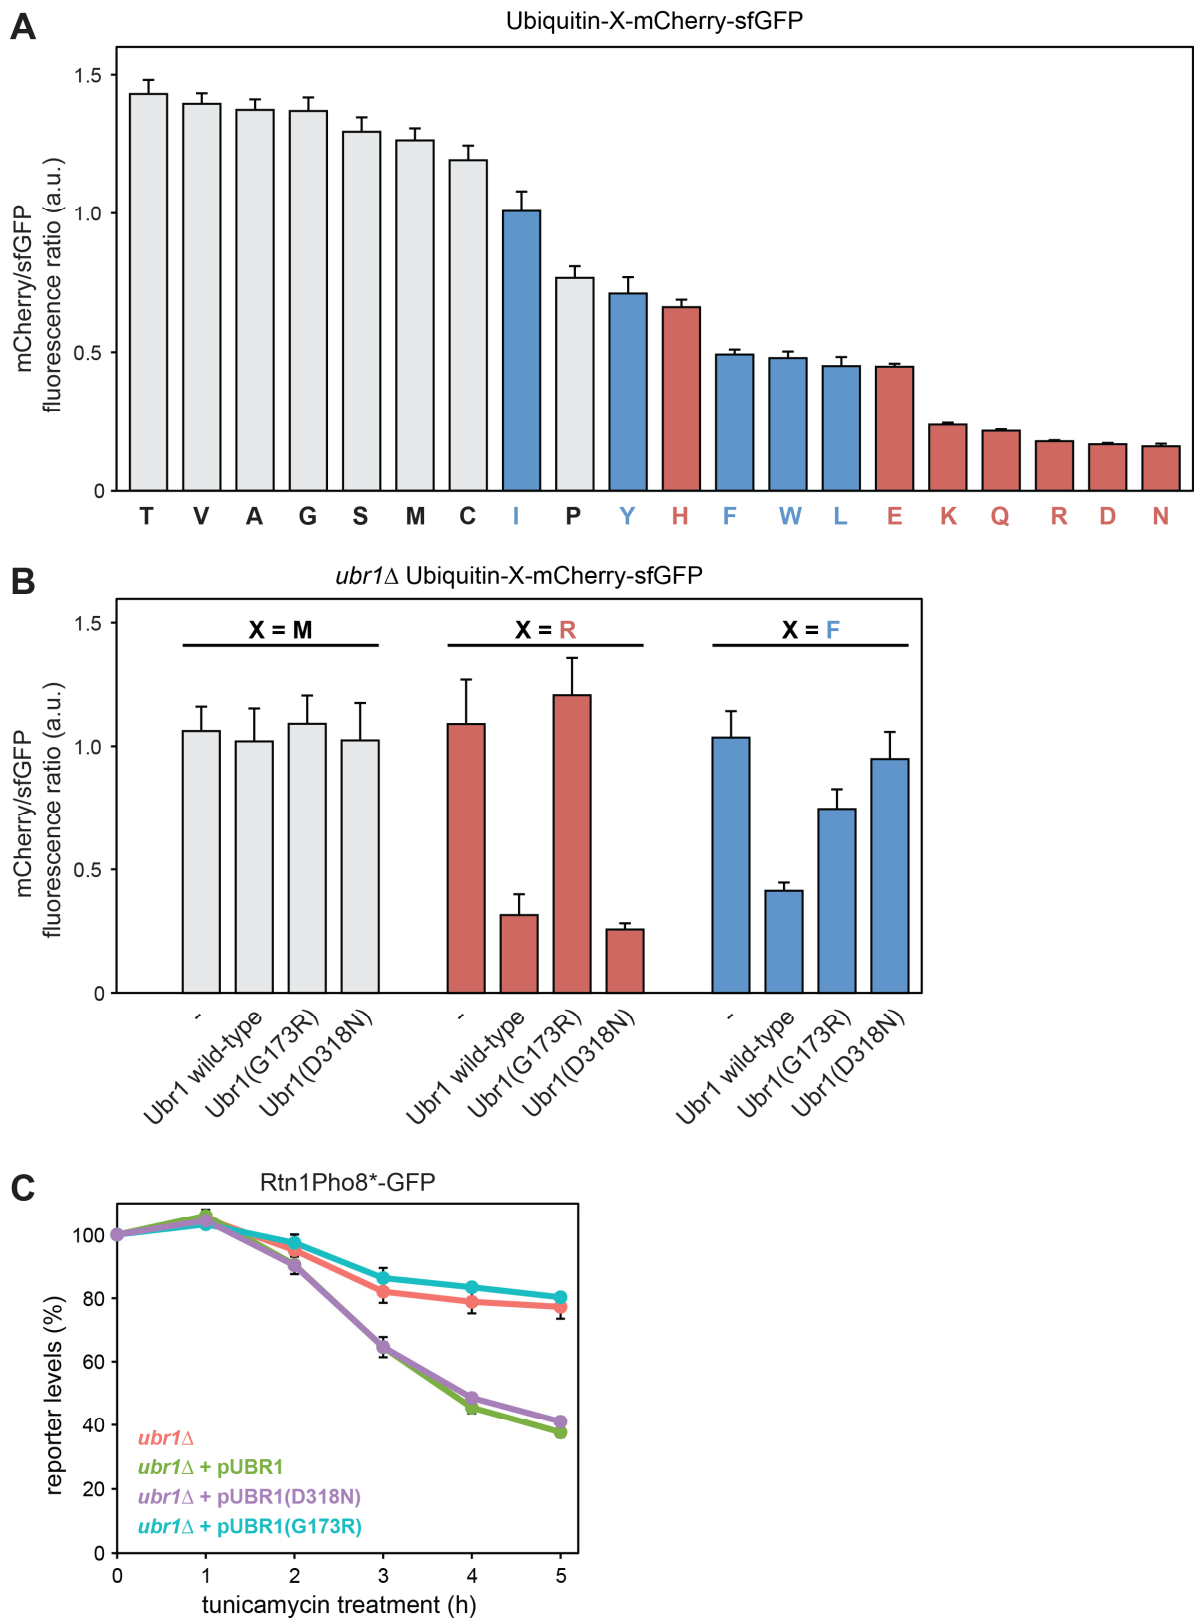 A
Ubiquitin-X-mCherry-sfGFP
mCherry/sfGFP
fluorescence ratio (a.u.)
1.5
1.0
0.5
0
T V A G S M C I P Y H F W L E K Q R D N
B
ubr1Δ Ubiquitin-X-mCherry-sfGFP
mCherry/sfGFP
fluorescence ratio (a.u.)
1.5
1.0
0.5
0
X = M
X = R
X = F
-
Ubr1 wild-type
Ubr1(G173R)
Ubr1(D318N)
-
Ubr1 wild-type
Ubr1(G173R)
Ubr1(D318N)
-
Ubr1 wild-type
Ubr1(G173R)
Ubr1(D318N)
C
Rtn1Pho8*-GFP
reporter levels (%)
100
80
60
40
20
0
ubr1Δ
ubr1Δ + pUBR1
ubr1Δ + pUBR1(D318N)
ubr1Δ + pUBR1(G173R)
0 1 2 3 4 5
tunicamycin treatment (h)